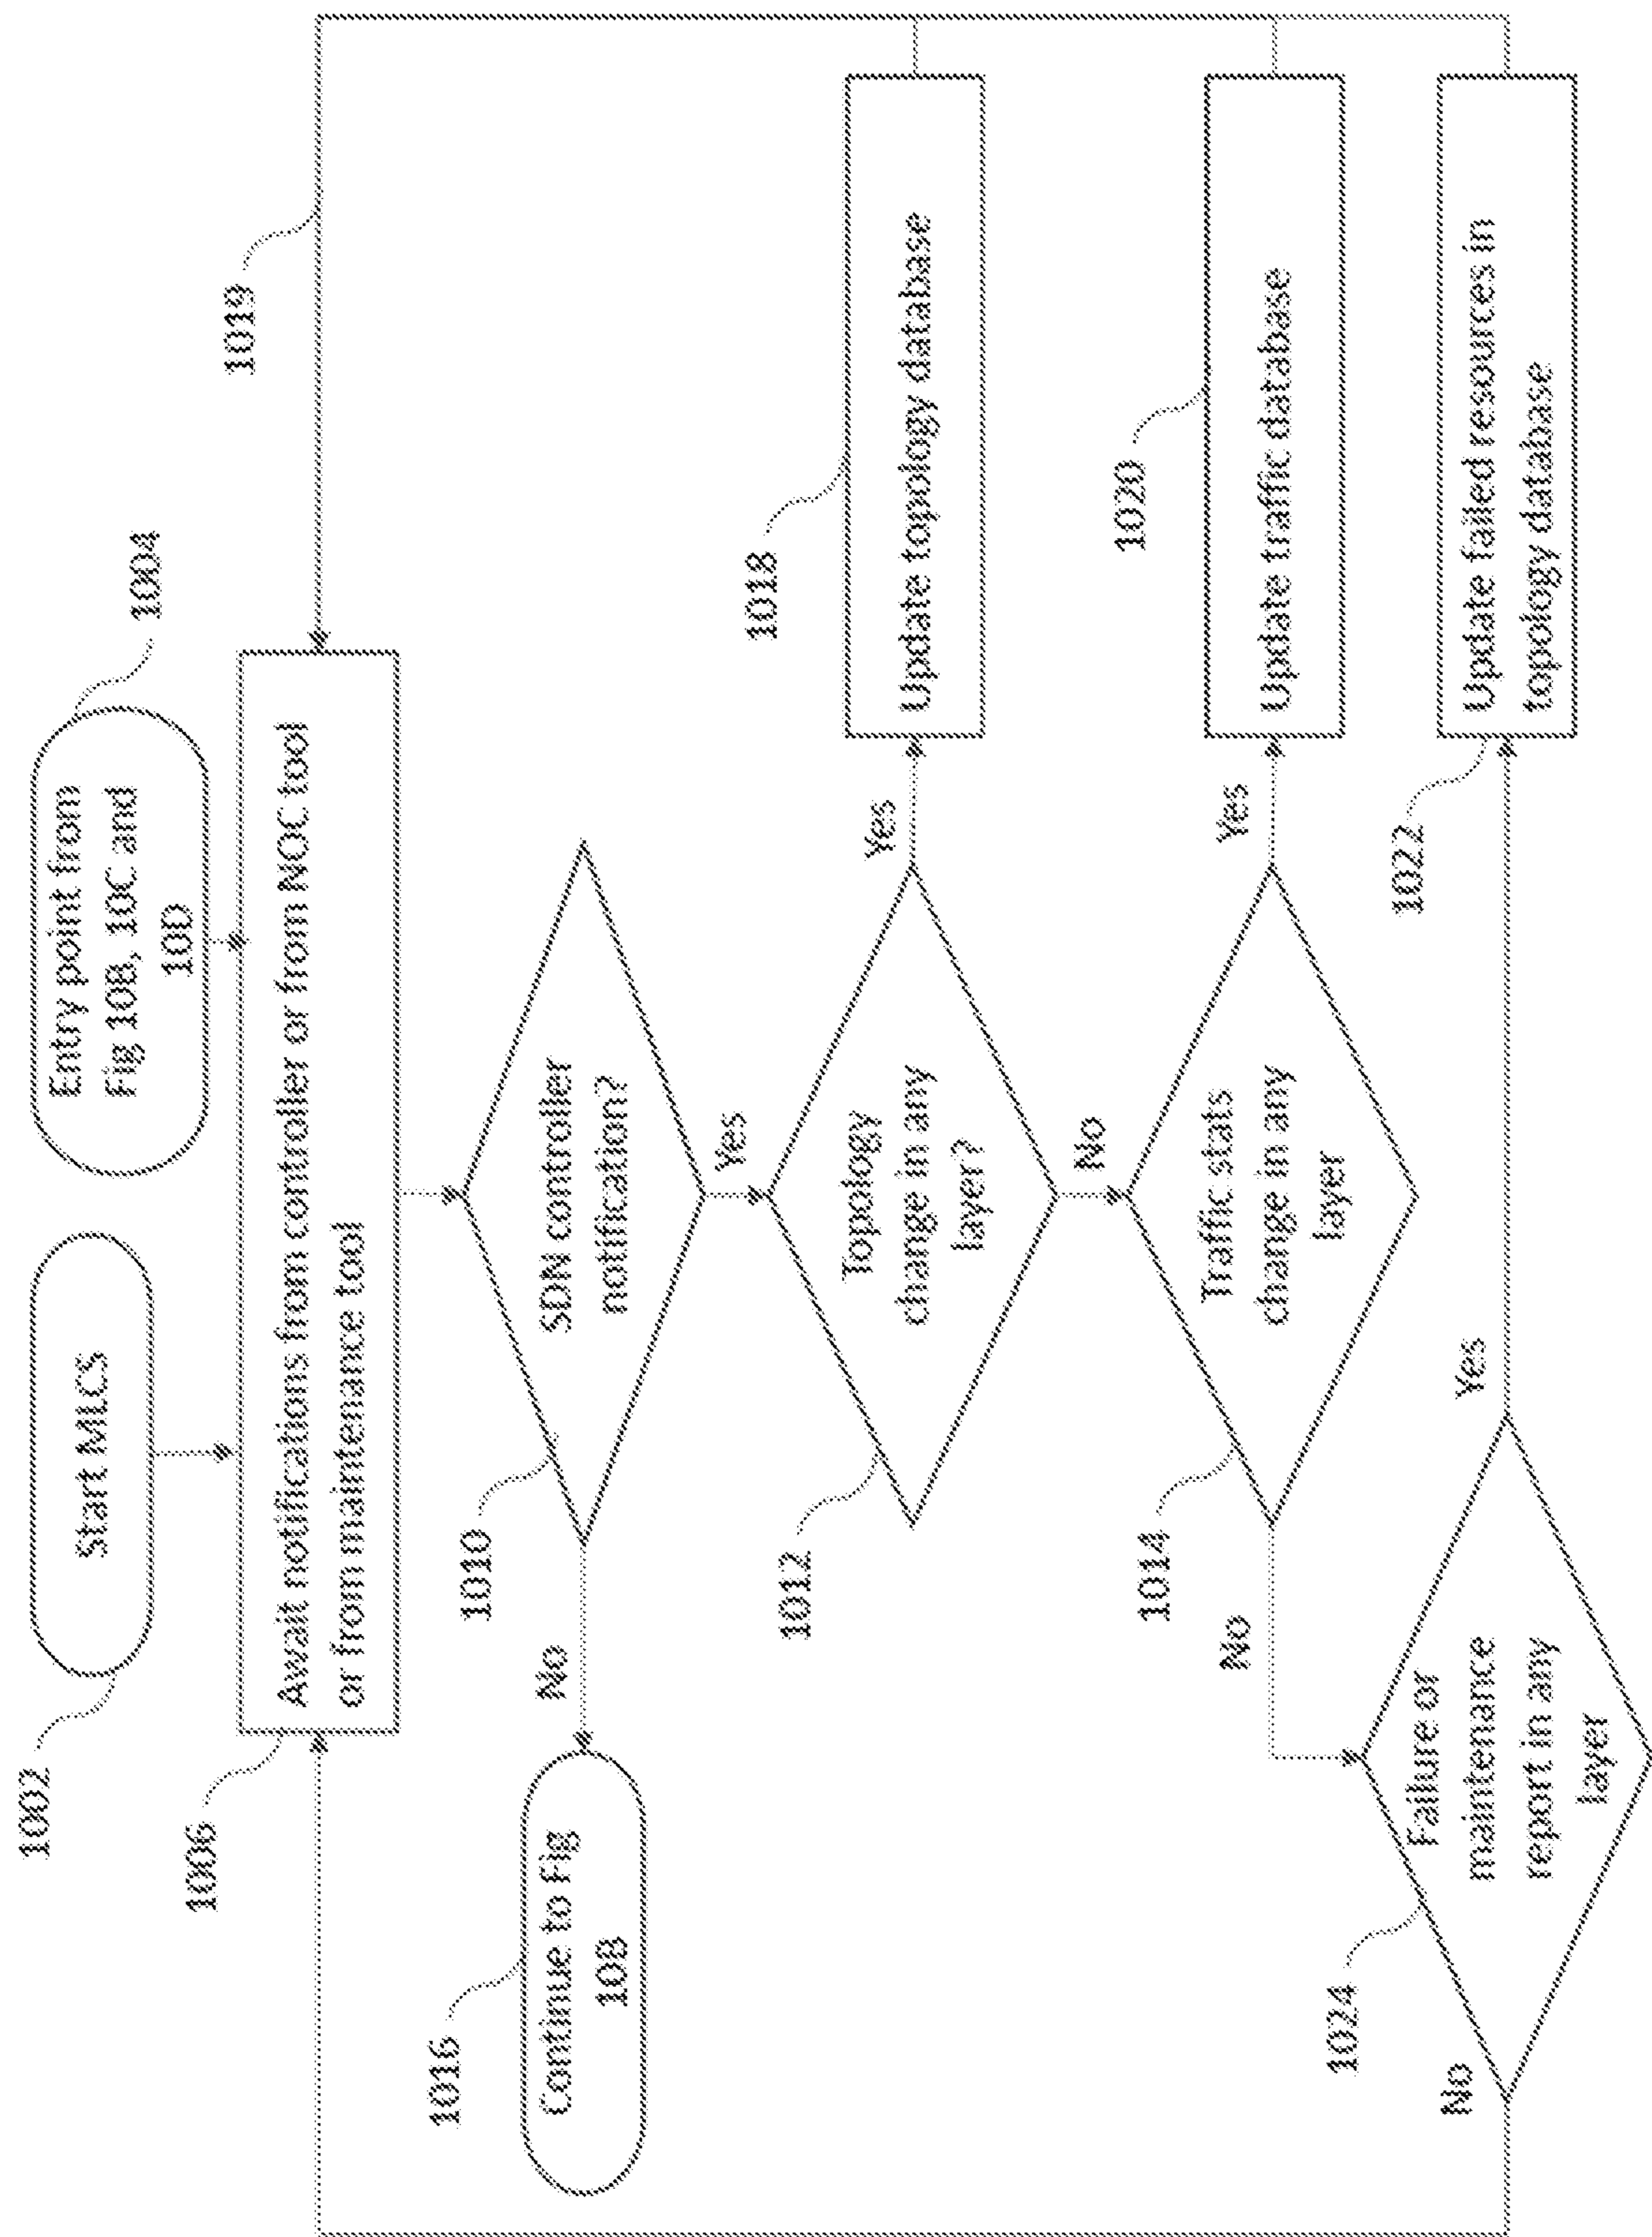 1002
Start MLCS
Entry point from
Fig 10B, 10C and
10D
1004
1006
Await notifications from controller or from NOC tool
or from maintenance tool
1019
1010
SDN controller
notification?
No
1016
Continue to Fig
10B
Yes
1012
Topology
change in any
layer?
Yes
1018
Update topology database
No
1014
Traffic stats
change in any
layer
Yes
1020
Update traffic database
No
1024
Failure or
maintenance
report in any
layer
No
Yes
1022
Update failed resources in
topology database